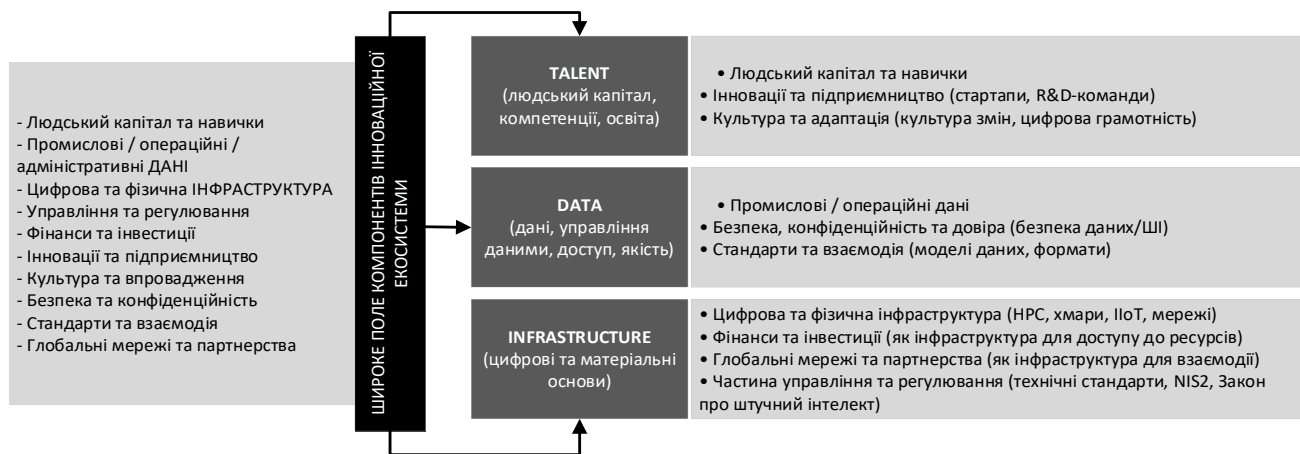 - Людський капітал та навички
- Промислові / операційні /
адміністративні ДАНІ
- Цифрова та фізична ІНФРАСТРУКТУРА
- Управління та регулювання
- Фінанси та інвестиції
- Інновації та підприємництво
- Культура та впровадження
- Безпека та конфіденційність
- Стандарти та взаємодія
- Глобальні мережі та партнерства
ШИРОКЕ ПОЛЕ КОМПОНЕНТІВ ІННОВАЦІЙНОЇ
ЕКОСИСТЕМИ
TALENT
(людський капітал,
компетенції, освіта)
• Людський капітал та навички
• Інновації та підприємництво (стартапи, R&D-команди)
• Культура та адаптація (культура змін, цифрова грамотність)
DATA
(дані, управління
даними, доступ, якість)
• Промислові / операційні дані
• Безпека, конфіденційність та довіра (безпека даних/ШІ)
• Стандарти та взаємодія (моделі даних, формати)
INFRASTRUCTURE
(цифрові та матеріальні
основи)
• Цифрова та фізична інфраструктура (HPC, хмари, IIoT, мережі)
• Фінанси та інвестиції (як інфраструктура для доступу до ресурсів)
• Глобальні мережі та партнерства (як інфраструктура для взаємодії)
• Частина управління та регулювання (технічні стандарти, NIS2, Закон
про штучний інтелект)